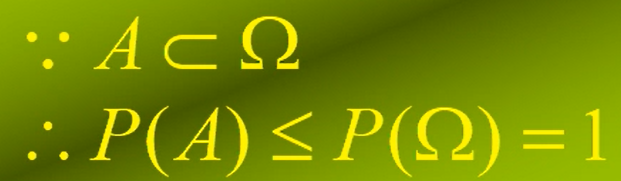 ∵ A ⊂ Ω
∴ P(A) ≤ P(Ω) = 1